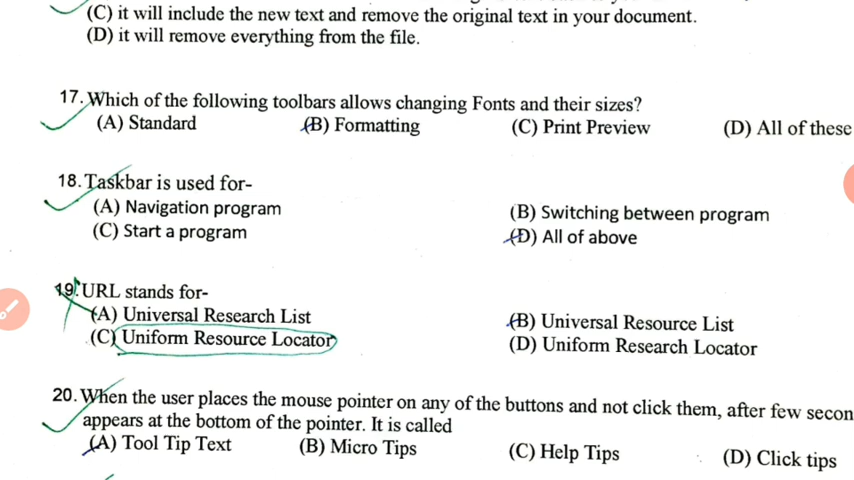 (C) it will include the new text and remove the original text in your document.
(D) it will remove everything from the file.
17. Which of the following toolbars allows changing Fonts and their sizes?
(A) Standard (B) Formatting (C) Print Preview (D) All of these
18. Taskbar is used for-
(A) Navigation program (B) Switching between program
(C) Start a program (D) All of above
19. URL stands for-
(A) Universal Research List (B) Universal Resource List
(C) Uniform Resource Locator (D) Uniform Research Locator
20. When the user places the mouse pointer on any of the buttons and not click them, after few secon
appears at the bottom of the pointer. It is called
(A) Tool Tip Text (B) Micro Tips (C) Help Tips (D) Click tips